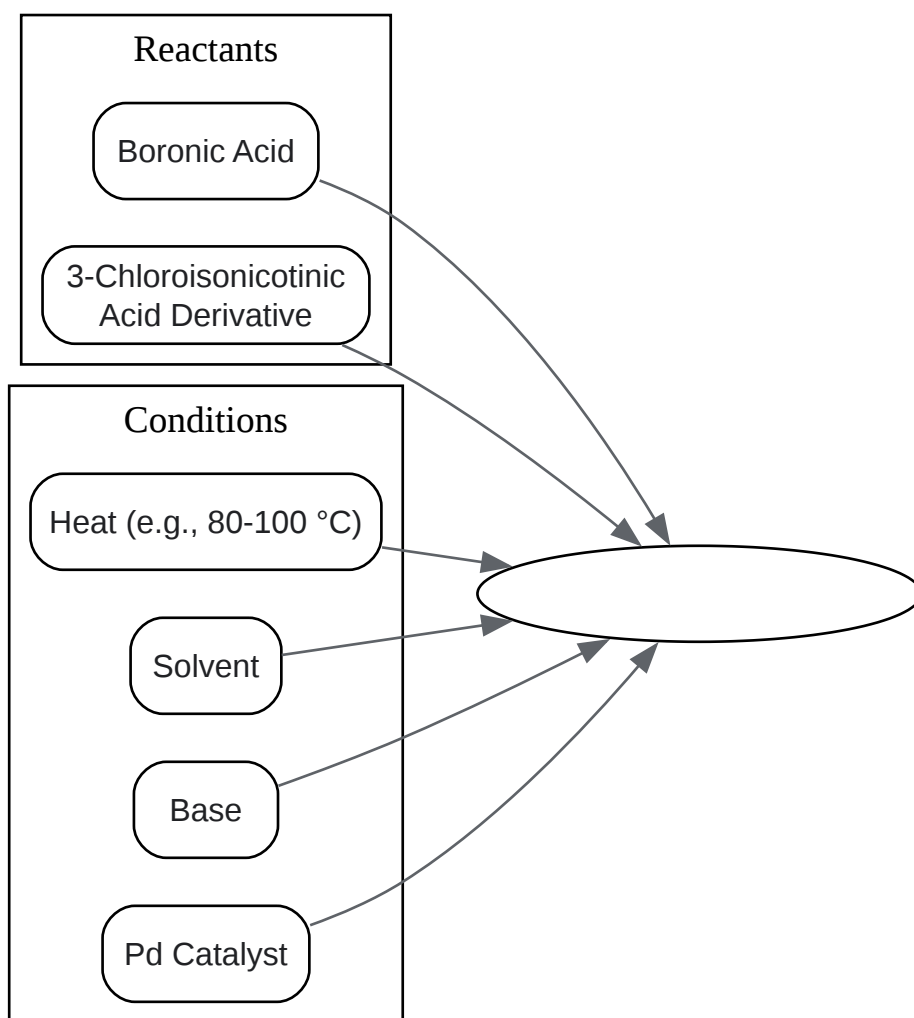 Reactants
Boronic Acid
3-Chloroisonicotinic
Acid Derivative
Conditions
Heat (e.g., 80-100 °C)
Solvent
Base
Pd Catalyst